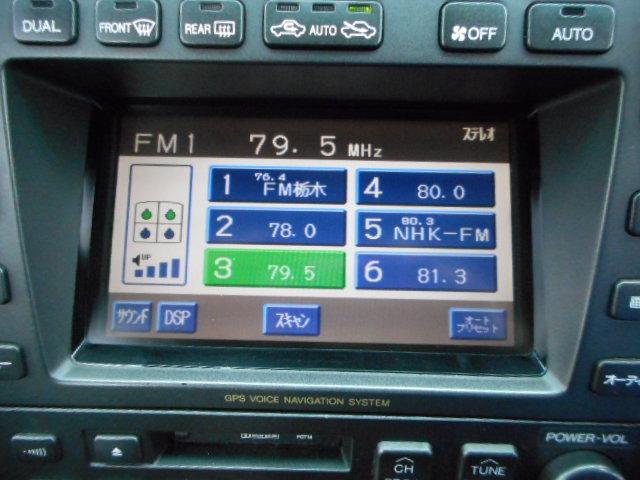 DUAL
FRONT
REAR
AUTO
OFF
AUTO
FM1 79.5 MHz ステレオ
1 76.4 FM栃木
4 80.0
2 78.0
5 80.3 NHK-FM
3 79.5
6 81.3
UP
サウンド DSP スキャン オート
プリセット
GPS VOICE NAVIGATION SYSTEM
POWER-VOL
CH
TUNE